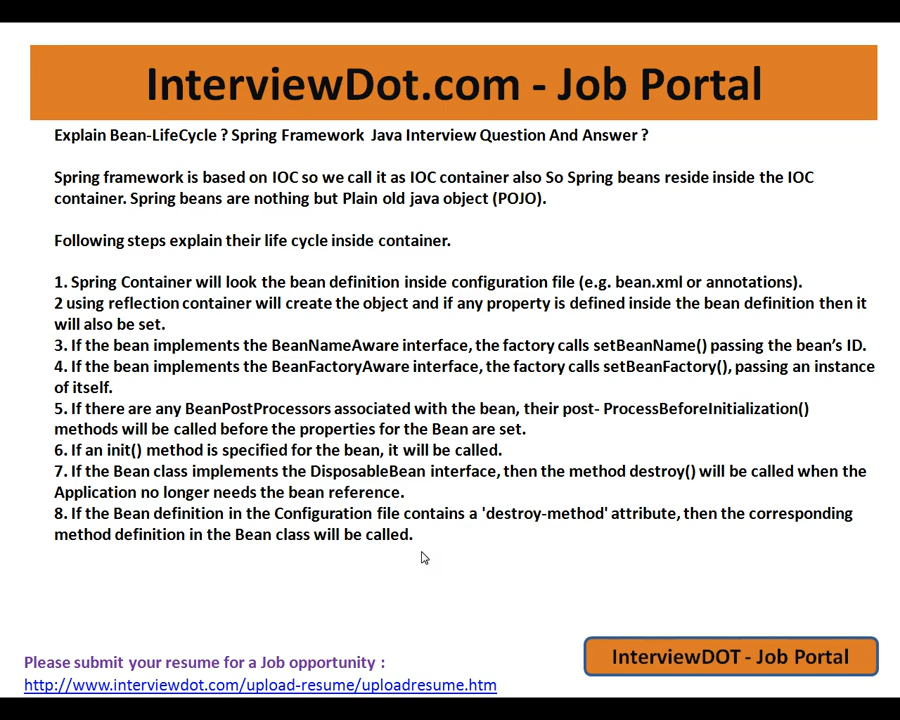 InterviewDot.com - Job Portal
Explain Bean-LifeCycle ? Spring Framework  Java Interview Question And Answer ?
Spring framework is based on IOC so we call it as IOC container also So Spring beans reside inside the IOC
container. Spring beans are nothing but Plain old java object (POJO).
Following steps explain their life cycle inside container.
1. Spring Container will look the bean definition inside configuration file (e.g. bean.xml or annotations).
2 using reflection container will create the object and if any property is defined inside the bean definition then it
will also be set.
3. If the bean implements the BeanNameAware interface, the factory calls setBeanName() passing the bean’s ID.
4. If the bean implements the BeanFactoryAware interface, the factory calls setBeanFactory(), passing an instance
of itself.
5. If there are any BeanPostProcessors associated with the bean, their post- ProcessBeforeInitialization()
methods will be called before the properties for the Bean are set.
6. If an init() method is specified for the bean, it will be called.
7. If the Bean class implements the DisposableBean interface, then the method destroy() will be called when the
Application no longer needs the bean reference.
8. If the Bean definition in the Configuration file contains a 'destroy-method' attribute, then the corresponding
method definition in the Bean class will be called.
Please submit your resume for a Job opportunity :
http://www.interviewdot.com/upload-resume/uploadresume.htm
InterviewDOT - Job Portal